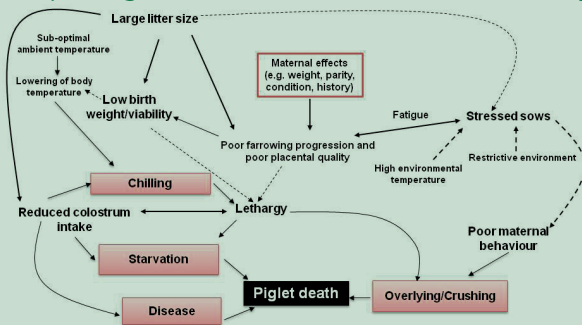 Large litter size
Sub-optimal
ambient temperature
Maternal effects
(e.g. weight, parity,
condition, history)
Lowering of body
temperature
Low birth
weight/viability
Fatigue
Stressed sows
Poor farrowing progression and
poor placental quality
High environmental
temperature
Restrictive environment
Chilling
Reduced colostrum
intake
Lethargy
Poor maternal
behaviour
Starvation
Piglet death
Overlying/Crushing
Disease